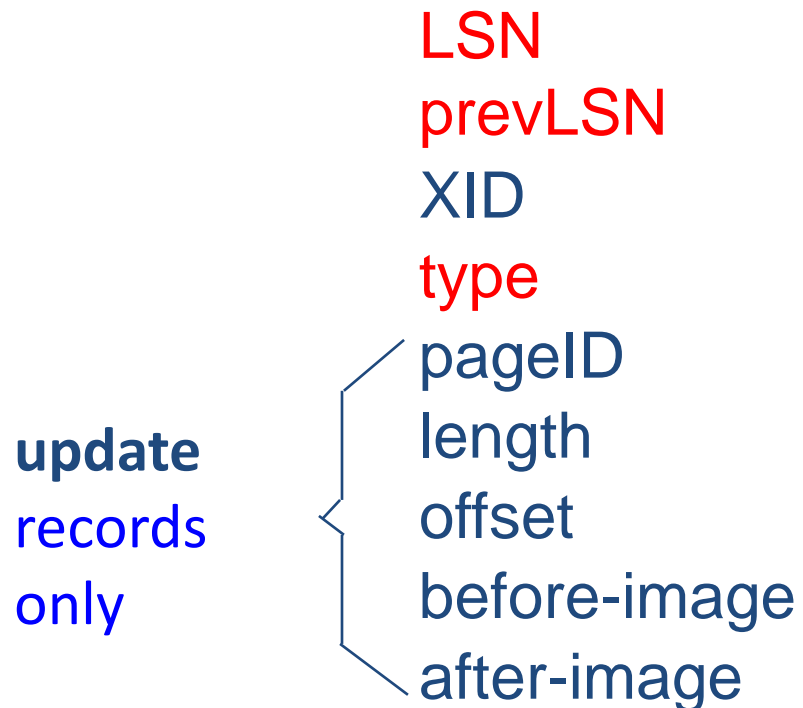 LSN
prevLSN
XID
type
pageID
length
offset
before-image
after-image
update
records
only